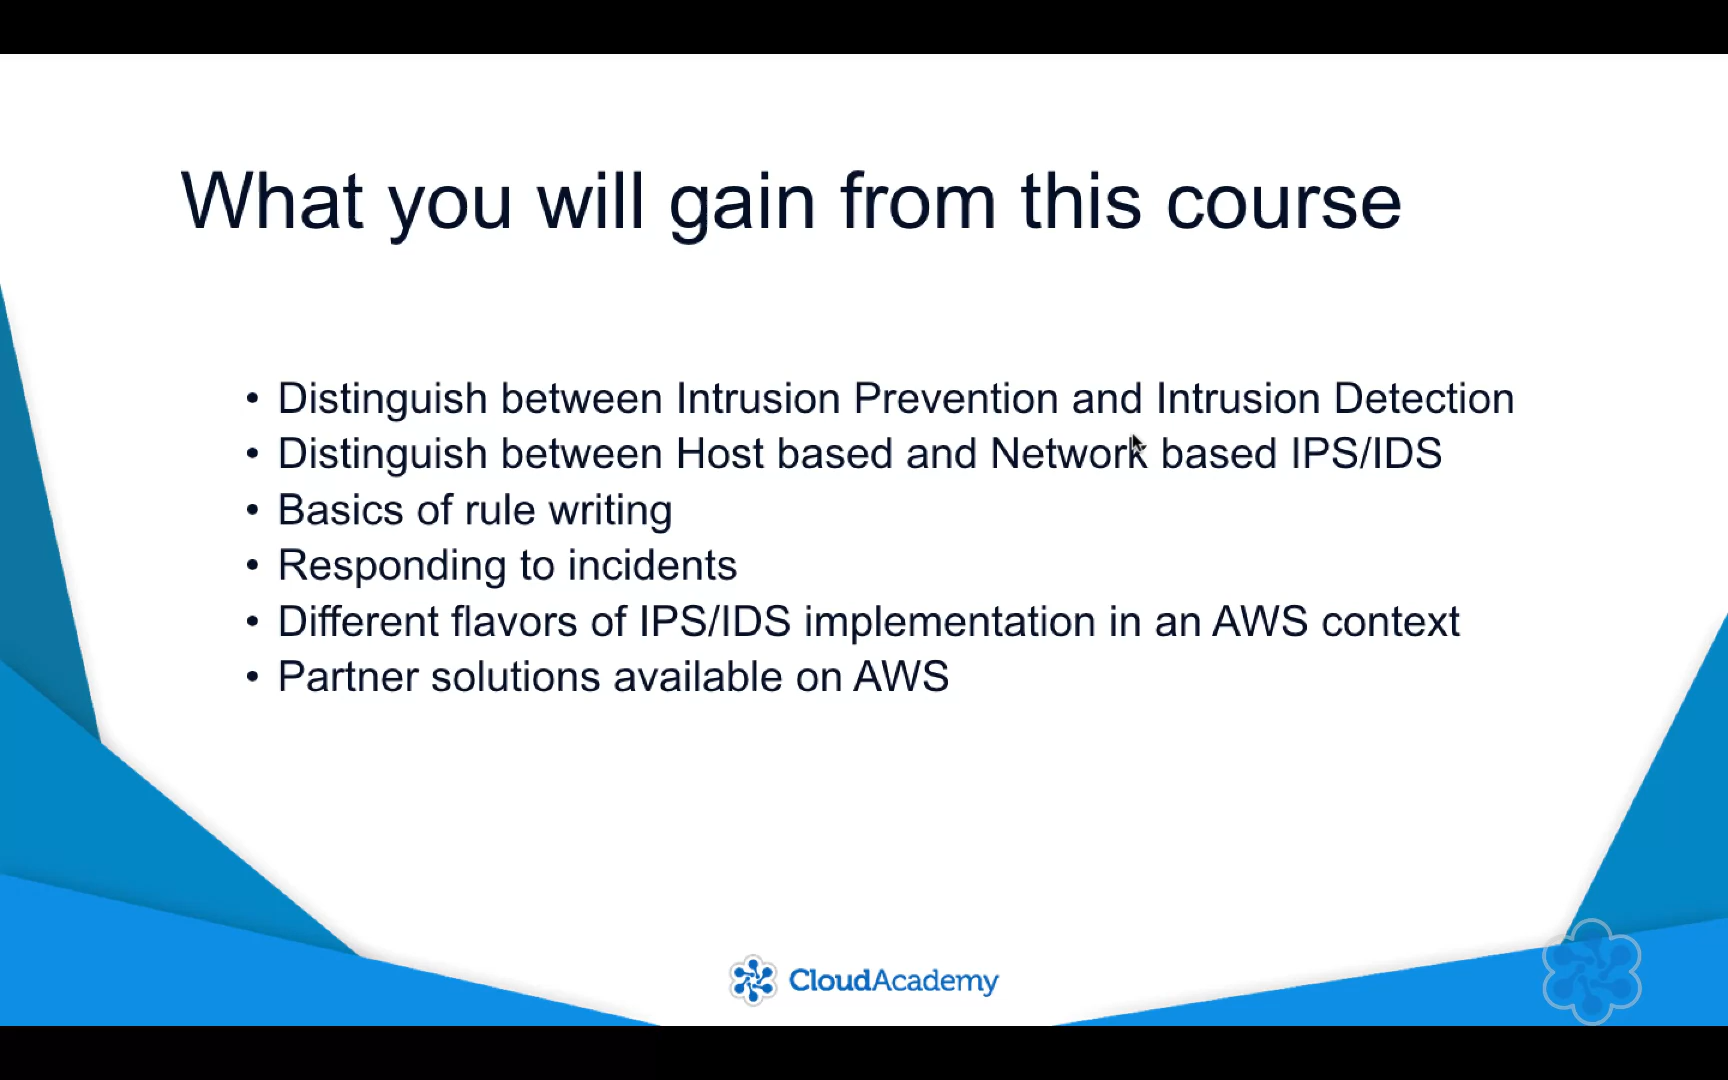 What you will gain from this course
• Distinguish between Intrusion Prevention and Intrusion Detection
• Distinguish between Host based and Network based IPS/IDS
• Basics of rule writing
• Responding to incidents
• Different flavors of IPS/IDS implementation in an AWS context
• Partner solutions available on AWS
CloudAcademy